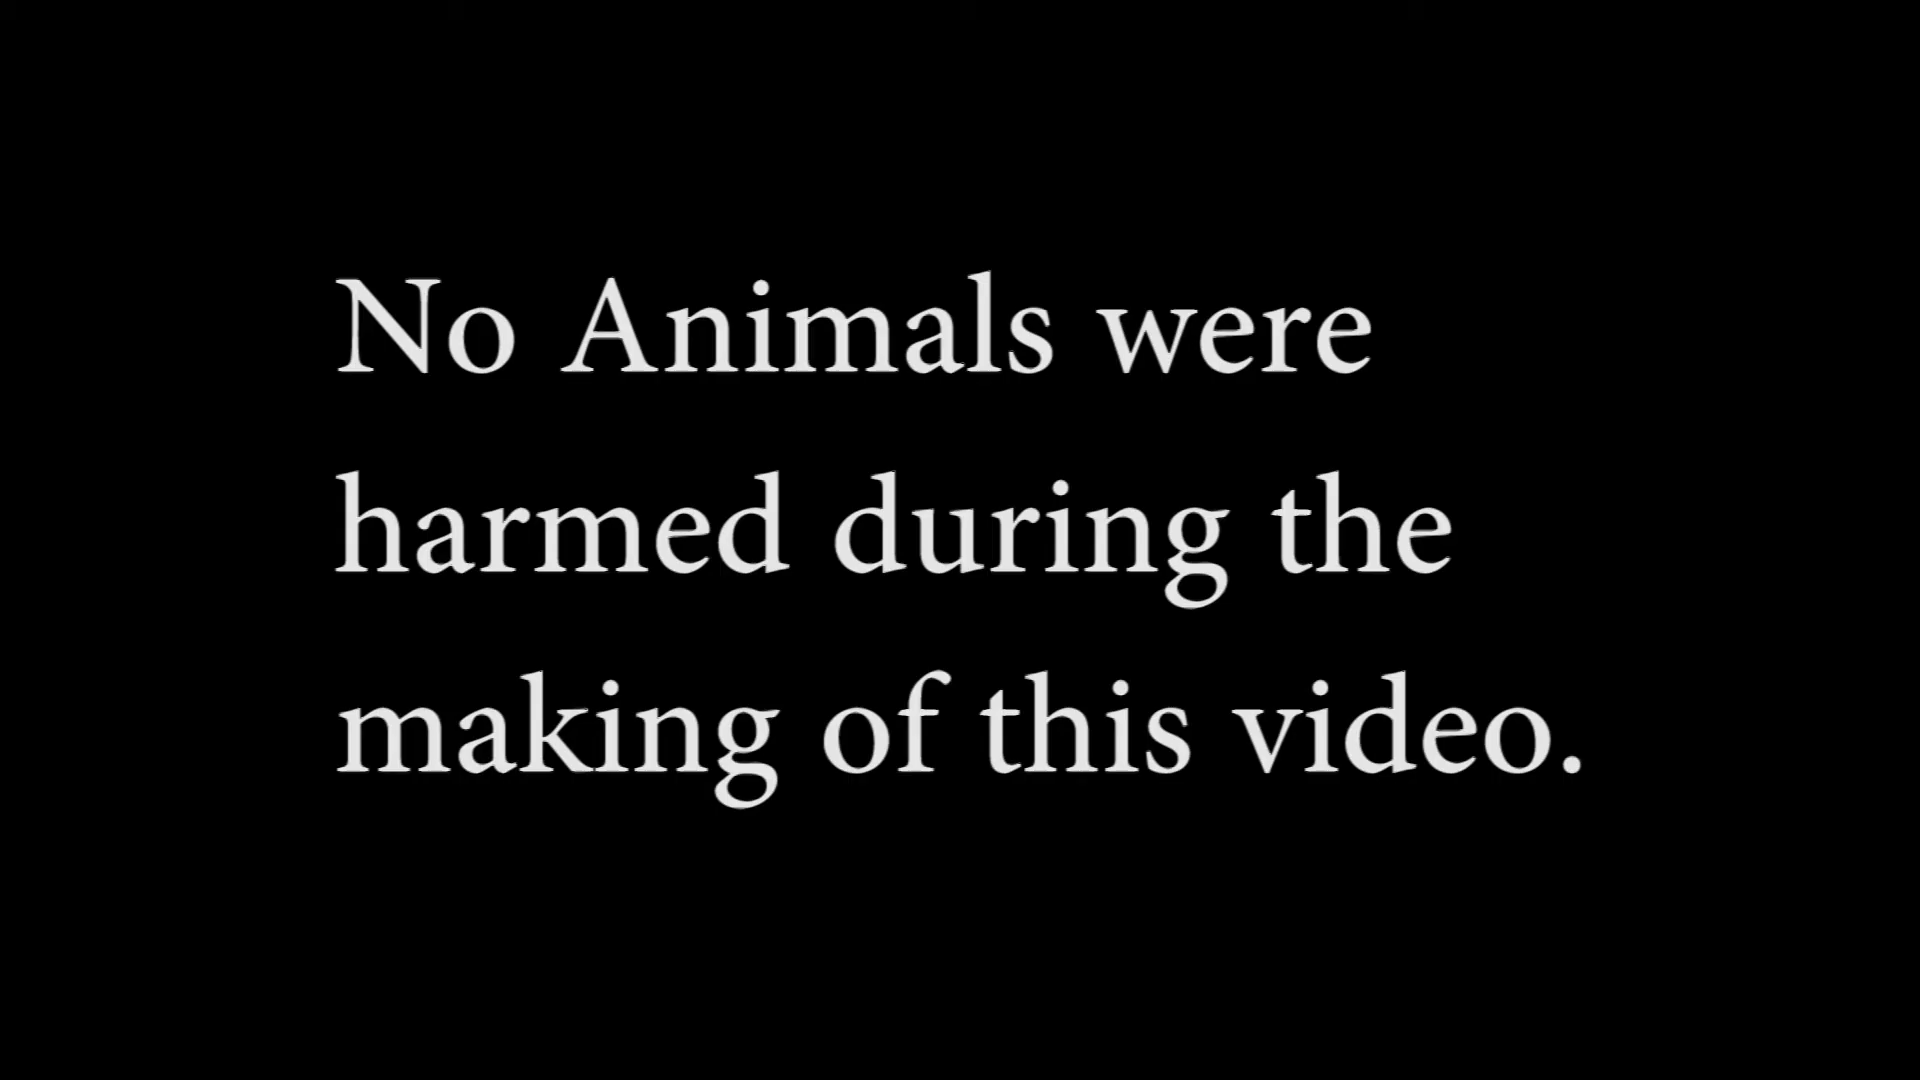 No Animals were
harmed during the
making of this video.